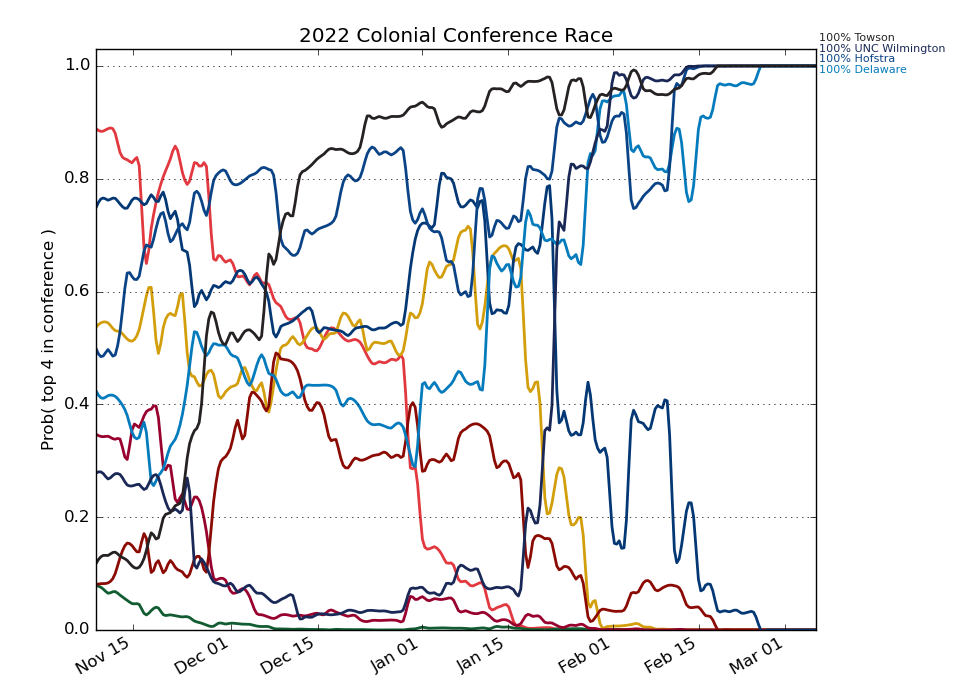 2022 Colonial Conference Race
100% Towson
100% UNC Wilmington
100% Hofstra
100% Delaware
Prob( top 4 in conference )
1.0
0.8
0.6
0.4
0.2
0.0
Nov 15
Dec 01
Dec 15
Jan 01
Jan 15
Feb 01
Feb 15
Mar 01